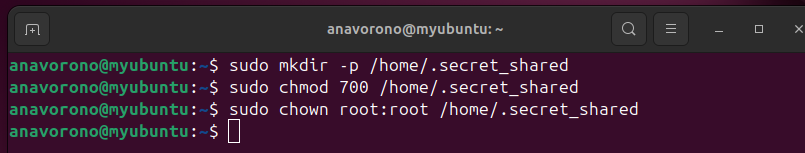 anavorono@myubuntu: ~
anavorono@myubuntu:~$ sudo mkdir -p /home/.secret_shared
anavorono@myubuntu:~$ sudo chmod 700 /home/.secret_shared
anavorono@myubuntu:~$ sudo chown root:root /home/.secret_shared
anavorono@myubuntu:~$